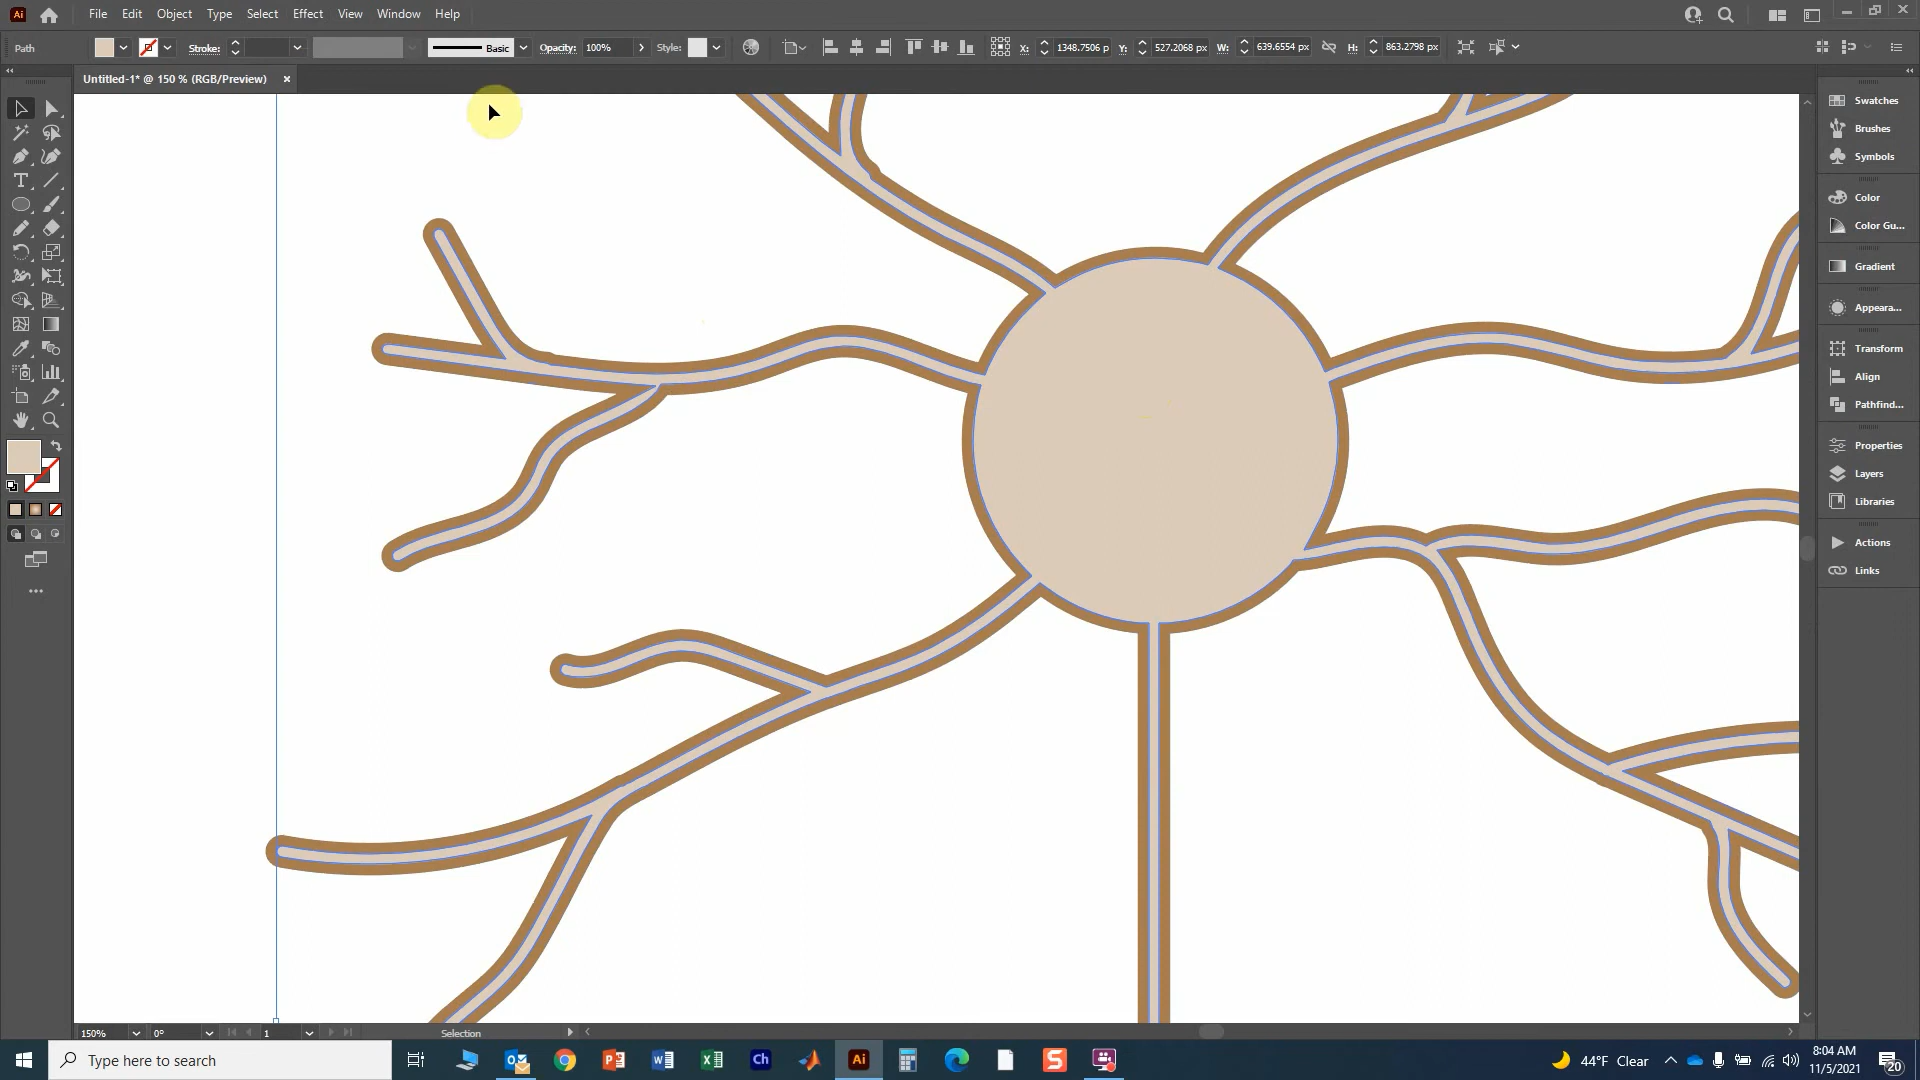 Ai File Edit Object Type Select Effect View Window Help
Path Stroke: Basic Opacity: 100% Style: X: 1348.7506 p Y: 527.2068 px W: 639.6554 px H: 863.2798 px
Untitled-1* @ 150 % (RGB/Preview) ×
Swatches
Brushes
Symbols
Color
Color Gu...
Gradient
Appeara...
Transform
Align
Pathfind...
Properties
Layers
Libraries
Actions
Links
150% 0° 1 Selection
Type here to search
Ch
Ai
S
44°F Clear
8:04 AM
11/5/2021
20